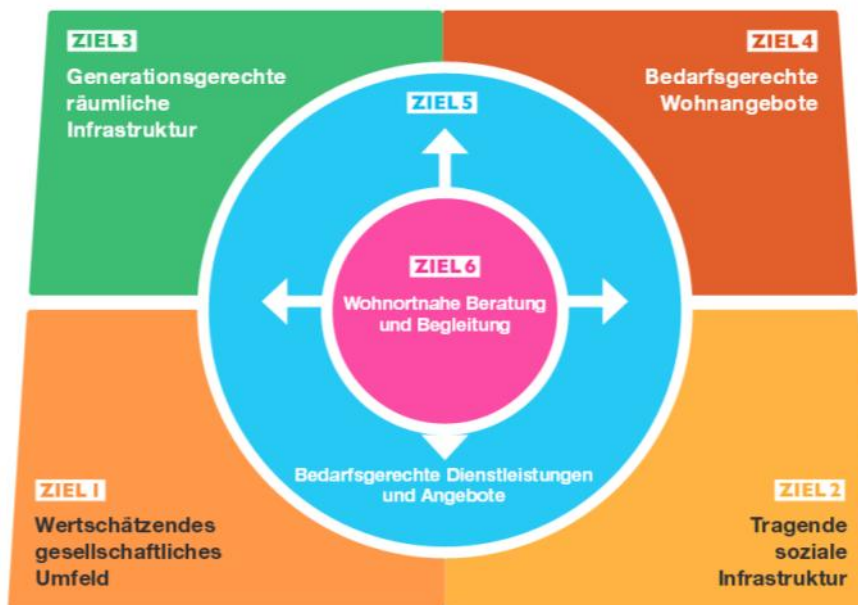 ZIEL 3
Generationsgerechte
räumliche
Infrastruktur
ZIEL 4
Bedarfsgerechte
Wohnangebote
ZIEL 5
ZIEL 6
Wohnortnahe Beratung
und Begleitung
Bedarfsgerechte Dienstleistungen
und Angebote
ZIEL 1
Wertschätzendes
gesellschaftliches
Umfeld
ZIEL 2
Tragende
soziale
Infrastruktur